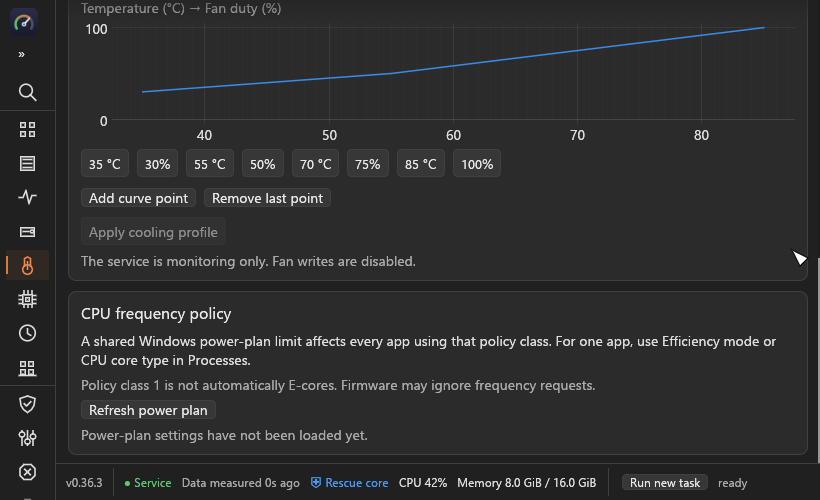 Temperature (°C) → Fan duty (%)
100
0
40 50 60 70 80
35 °C 30% 55 °C 50% 70 °C 75% 85 °C 100%
Add curve point Remove last point
Apply cooling profile
The service is monitoring only. Fan writes are disabled.
CPU frequency policy
A shared Windows power-plan limit affects every app using that policy class. For one app, use Efficiency mode or
CPU core type in Processes.
Policy class 1 is not automatically E-cores. Firmware may ignore frequency requests.
Refresh power plan
Power-plan settings have not been loaded yet.
v0.36.3 Service Data measured 0s ago Rescue core CPU 42% Memory 8.0 GiB / 16.0 GiB Run new task ready